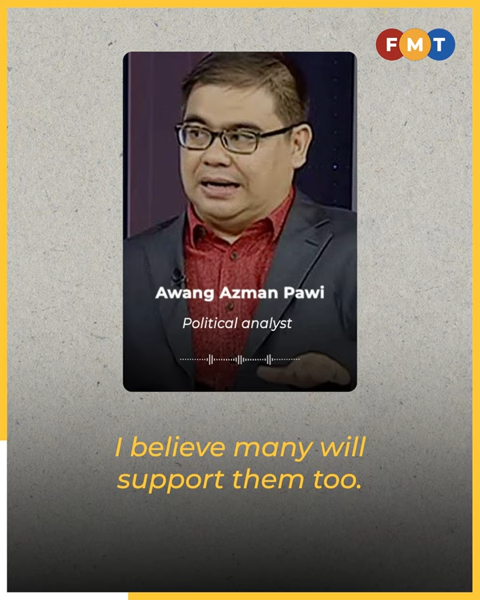 FMT
Awang Azman Pawi
Political analyst
I believe many will
support them too.